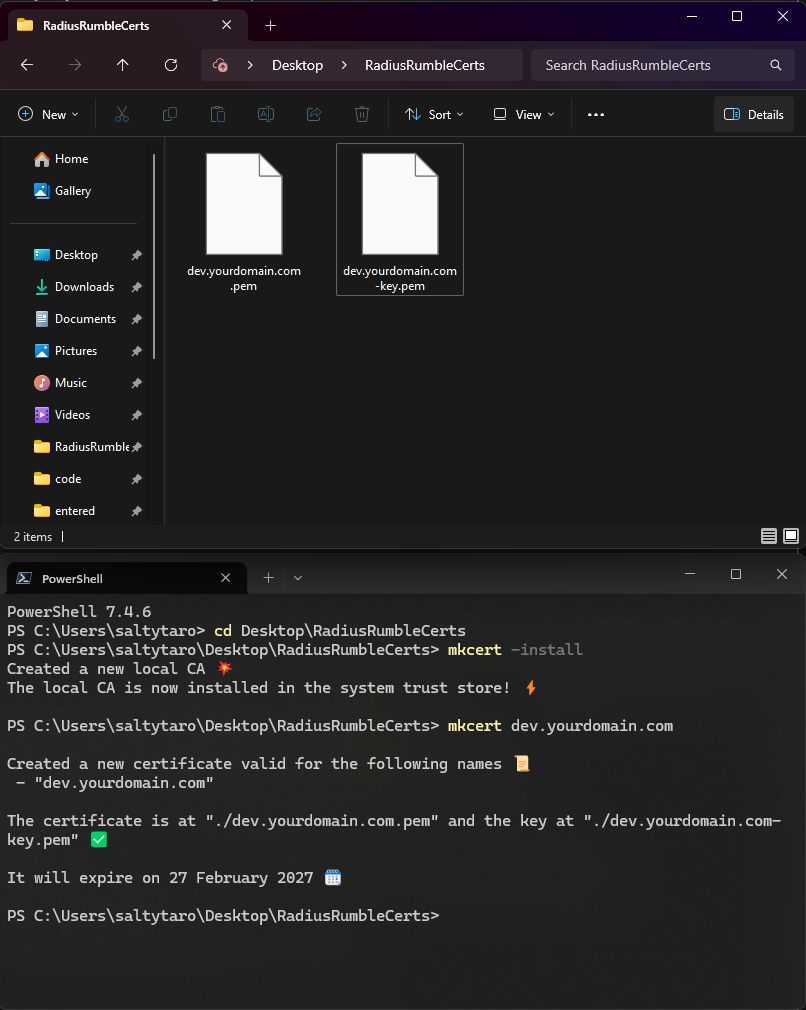 RadiusRumbleCerts
Desktop
RadiusRumbleCerts
Search RadiusRumbleCerts
New
Sort
View
Details
Home
Gallery
Desktop
Downloads
Documents
Pictures
Music
Videos
RadiusRumble
code
entered
dev.yourdomain.com
.pem
dev.yourdomain.com
-key.pem
2 items
PowerShell
PowerShell 7.4.6
PS C:\Users\saltytaro> cd Desktop\RadiusRumbleCerts
PS C:\Users\saltytaro\Desktop\RadiusRumbleCerts> mkcert -install
Created a new local CA 💥
The local CA is now installed in the system trust store! ⚡
PS C:\Users\saltytaro\Desktop\RadiusRumbleCerts> mkcert dev.yourdomain.com
Created a new certificate valid for the following names 📜
- "dev.yourdomain.com"
The certificate is at "./dev.yourdomain.com.pem" and the key at "./dev.yourdomain.com-
key.pem" ✅
It will expire on 27 February 2027 🗓
PS C:\Users\saltytaro\Desktop\RadiusRumbleCerts>